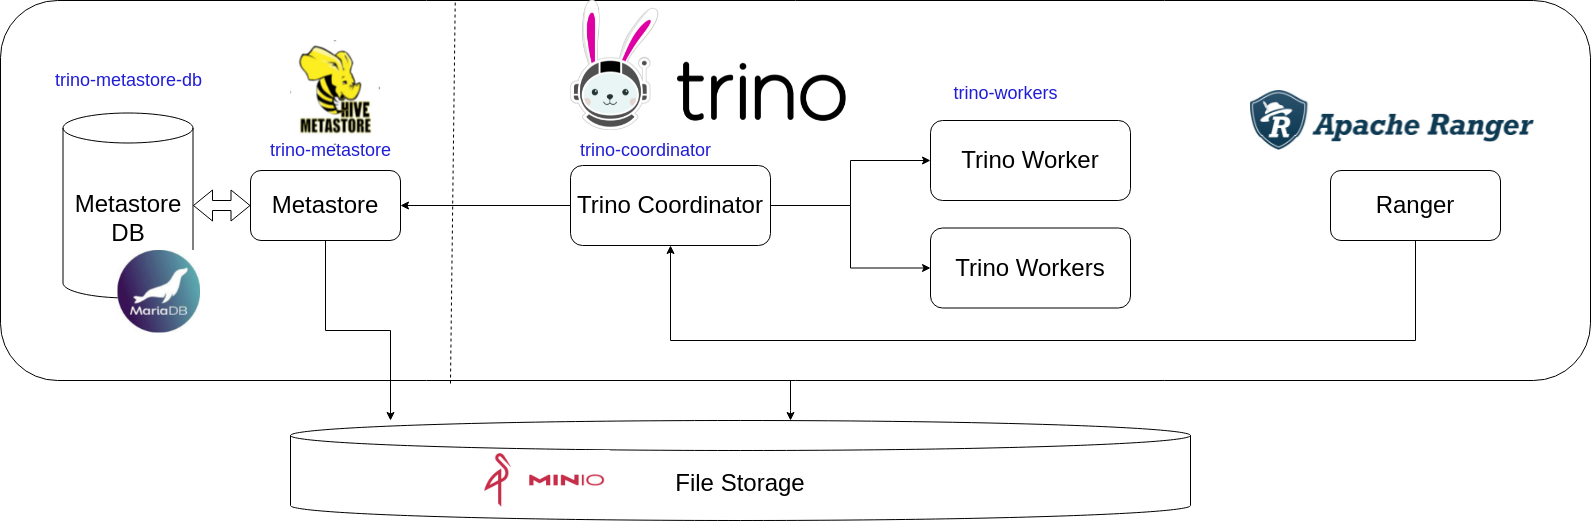 trino-metastore-db
HIVE
METASTORE
trino-metastore
trino
trino-coordinator
trino-workers
R
Apache Ranger
Metastore
DB
MariaDB
Metastore
Trino Coordinator
Trino Worker
Trino Workers
Ranger
MINIO
File Storage